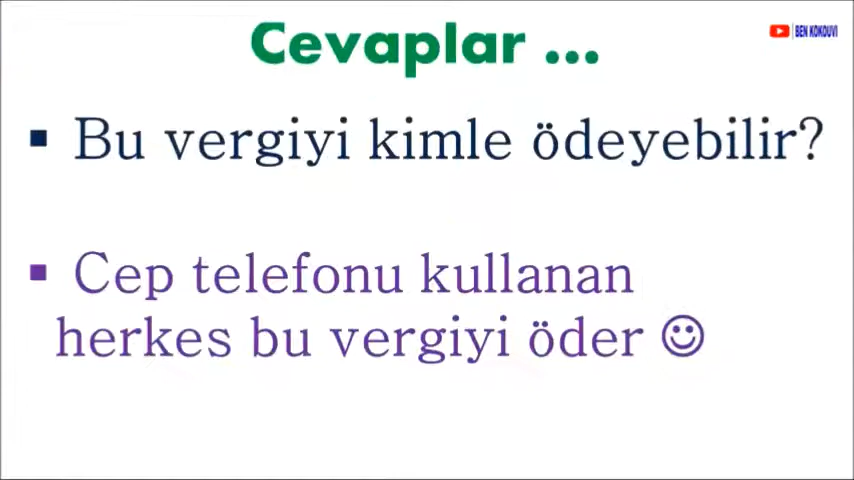 Cevaplar ...
BEN KOKOUVI
▪ Bu vergiyi kimle ödeyebilir?
▪ Cep telefonu kullanan
herkes bu vergiyi öder ☺